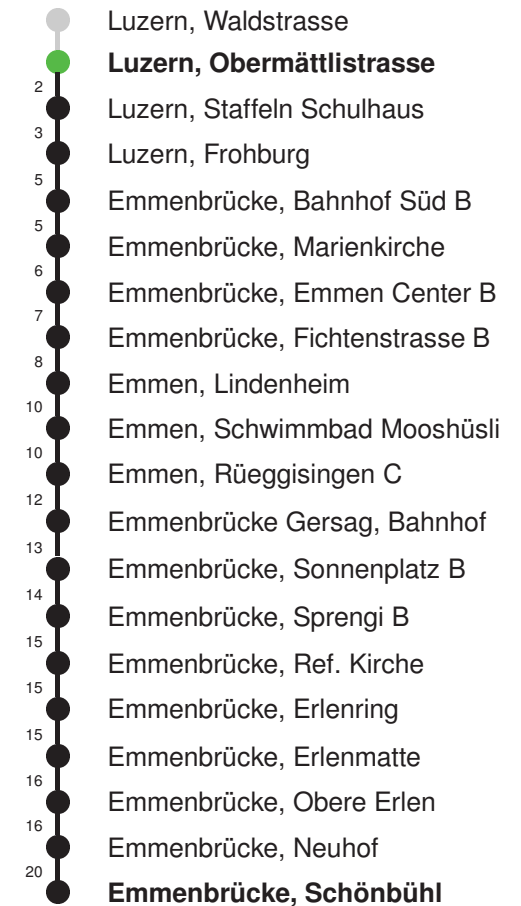 Luzern, Waldstrasse
Luzern, Obermättlistrasse
2
Luzern, Staffeln Schulhaus
3
Luzern, Frohburg
5
Emmenbrücke, Bahnhof Süd B
5
Emmenbrücke, Marienkirche
6
Emmenbrücke, Emmen Center B
7
Emmenbrücke, Fichtenstrasse B
8
Emmen, Lindenheim
10
Emmen, Schwimmbad Mooshüsli
10
Emmen, Rüeggisingen C
12
Emmenbrücke Gersag, Bahnhof
13
Emmenbrücke, Sonnenplatz B
14
Emmenbrücke, Sprengi B
15
Emmenbrücke, Ref. Kirche
15
Emmenbrücke, Erlenring
15
Emmenbrücke, Erlenmatte
16
Emmenbrücke, Obere Erlen
16
Emmenbrücke, Neuhof
20
Emmenbrücke, Schönbühl